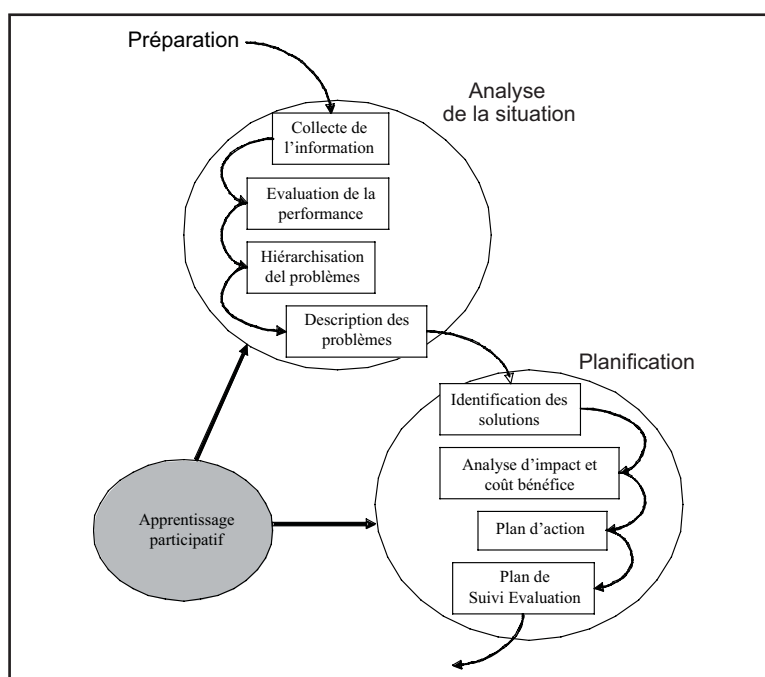 Préparation
Analyse
de la situation
Collecte de
l'information
Evaluation de la
performance
Hiérarchisation
del problèmes
Description des
problèmes
Planification
Identification des
solutions
Analyse d'impact et
coût bénéfice
Plan d'action
Plan de
Suivi Evaluation
Apprentissage
participatif